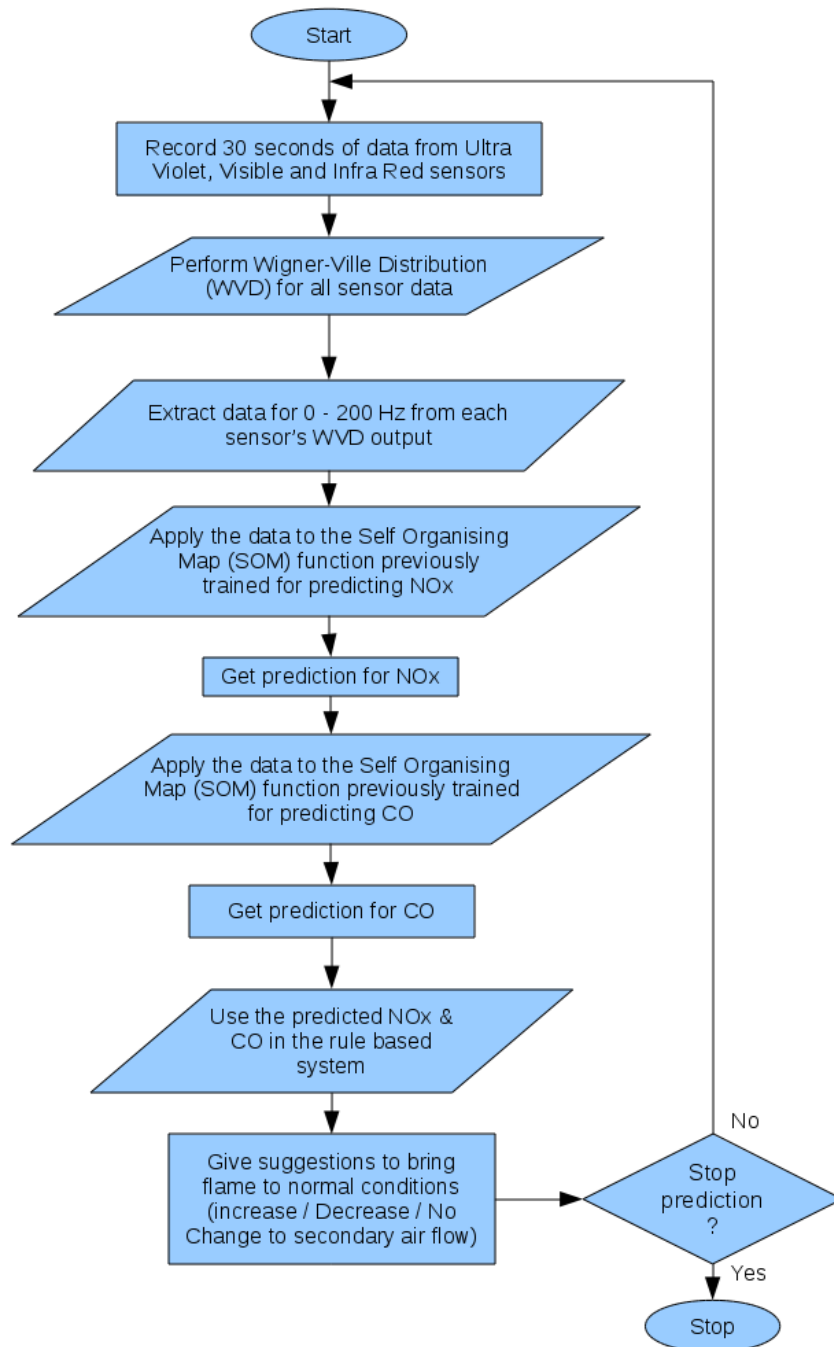 Start
Record 30 seconds of data from Ultra
Violet, Visible and Infra Red sensors
Perform Wigner-Ville Distribution
(WVD) for all sensor data
Extract data for 0 - 200 Hz from each
sensor's WVD output
Apply the data to the Self Organising
Map (SOM) function previously
trained for predicting NOx
Get prediction for NOx
Apply the data to the Self Organising
Map (SOM) function previously trained
for predicting CO
Get prediction for CO
Use the predicted NOx &
CO in the rule based
system
Give suggestions to bring
flame to normal conditions
(increase / Decrease / No
Change to secondary air flow)
No
Stop
prediction
?
Yes
Stop